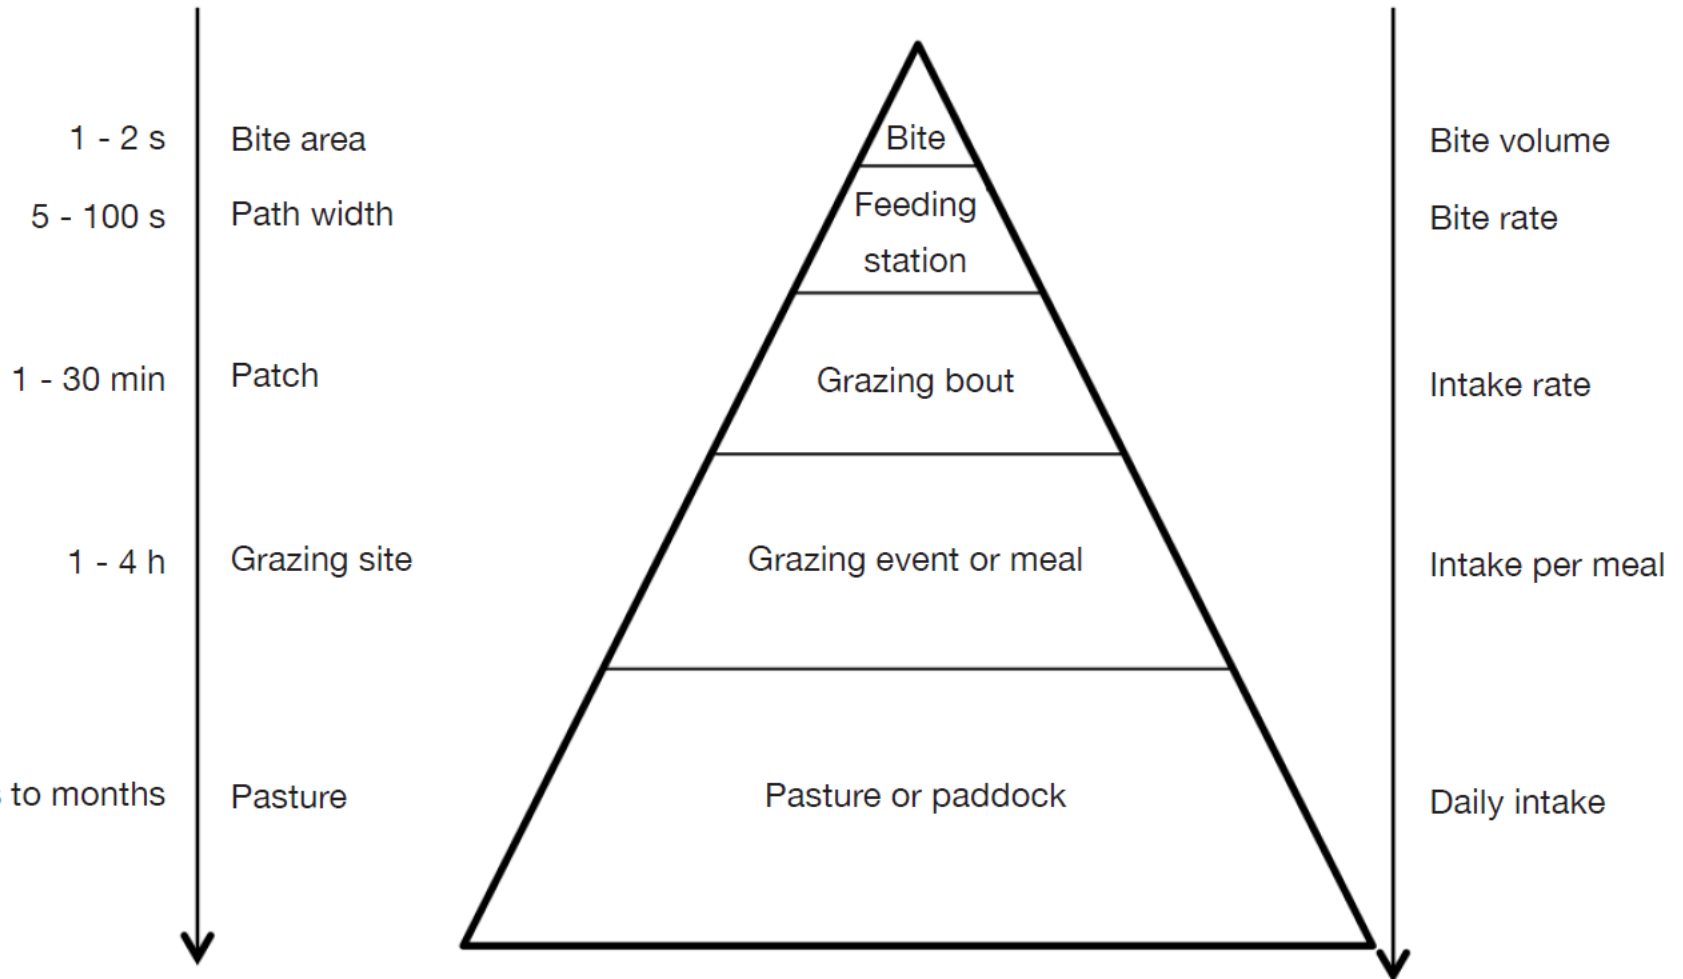 1 - 2 s Bite area Bite Bite volume
5 - 100 s Path width Feeding station Bite rate
1 - 30 min Patch Grazing bout Intake rate
1 - 4 h Grazing site Grazing event or meal Intake per meal
to months Pasture Pasture or paddock Daily intake